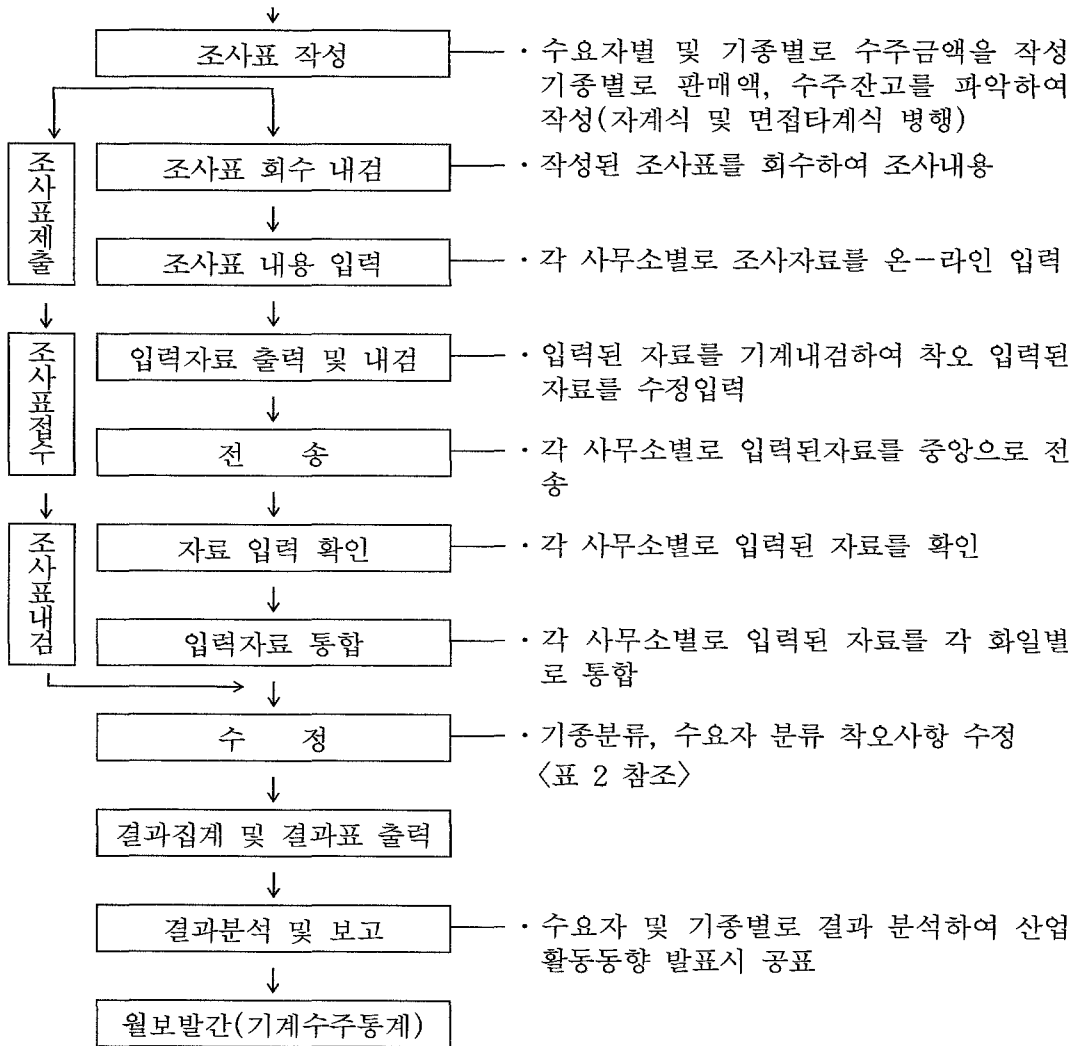 조사표 작성
· 수요자별 및 기종별로 수주금액을 작성
기종별로 판매액, 수주잔고를 파악하여
작성(자계식 및 면접타계식 병행)
조사표제출
조사표 회수 내검
· 작성된 조사표를 회수하여 조사내용
조사표 내용 입력
· 각 사무소별로 조사자료를 온-라인 입력
조사표접수
입력자료 출력 및 내검
· 입력된 자료를 기계내검하여 착오 입력된
자료를 수정입력
전 송
· 각 사무소별로 입력된자료를 중앙으로 전
송
조사표내검
자료 입력 확인
· 각 사무소별로 입력된 자료를 확인
입력자료 통합
· 각 사무소별로 입력된 자료를 각 화일별
로 통합
수 정
· 기종분류, 수요자 분류 착오사항 수정
〈표 2 참조〉
결과집계 및 결과표 출력
결과분석 및 보고
· 수요자 및 기종별로 결과 분석하여 산업
활동동향 발표시 공표
월보발간(기계수주통계)